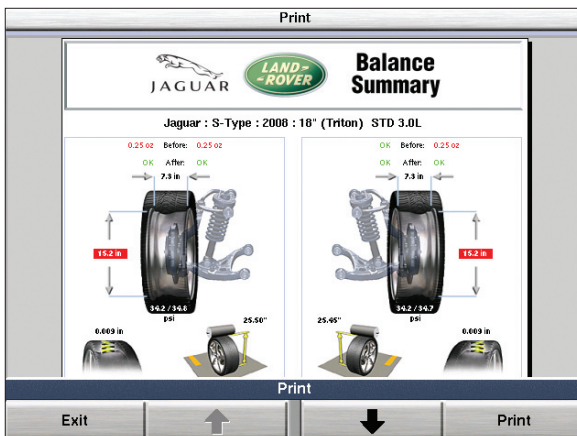 Print
JAGUAR
LAND-
-ROVER
Balance
Summary
Jaguar : S-Type : 2008 : 18" (Triton) STD 3.0L
0.25 oz Before: 0.25 oz
OK After: OK
7.3 in
15.2 in
34.2 / 34.8
psi
0.009 in
25.50"
OK Before: 0.25 oz
OK After: OK
7.3 in
15.2 in
34.2 / 34.7
psi
25.45"
0.009 in
Print
Exit
Print